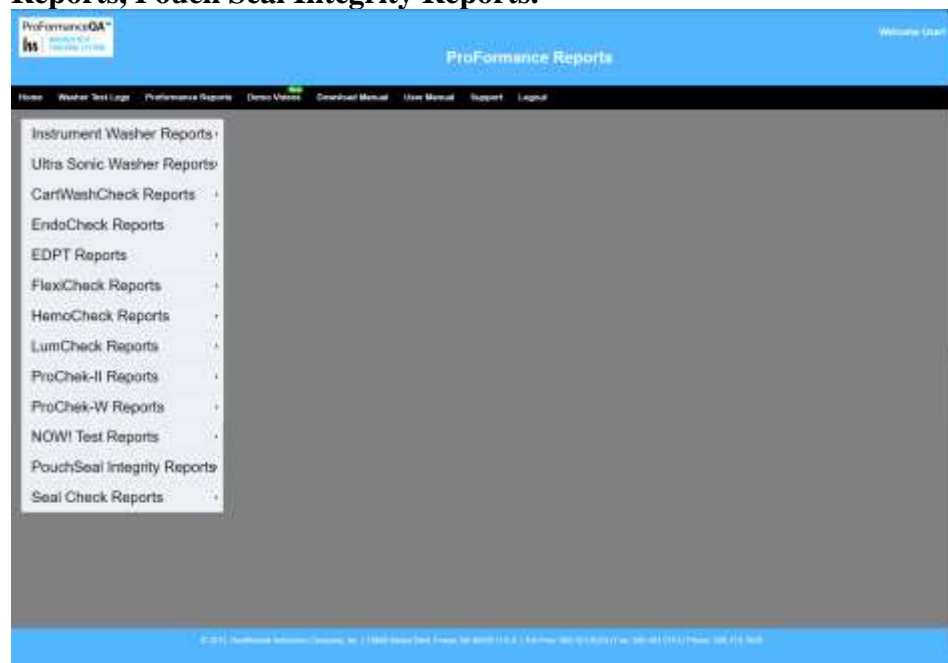 Reports, Pouch Seal Integrity Reports.
ProFormanceQA™
Welcome User!
hs
ProFormance Reports
Home Washer Test Logs Proformance Reports Demo Videos Download Manual User Manual Support Logout
Instrument Washer Reports
Ultra Sonic Washer Reports
CartWashCheck Reports
EndoCheck Reports
EDPT Reports
FlexiCheck Reports
HemoCheck Reports
LumCheck Reports
ProChek-II Reports
ProChek-W Reports
NOW! Test Reports
PouchSeal Integrity Reports
Seal Check Reports